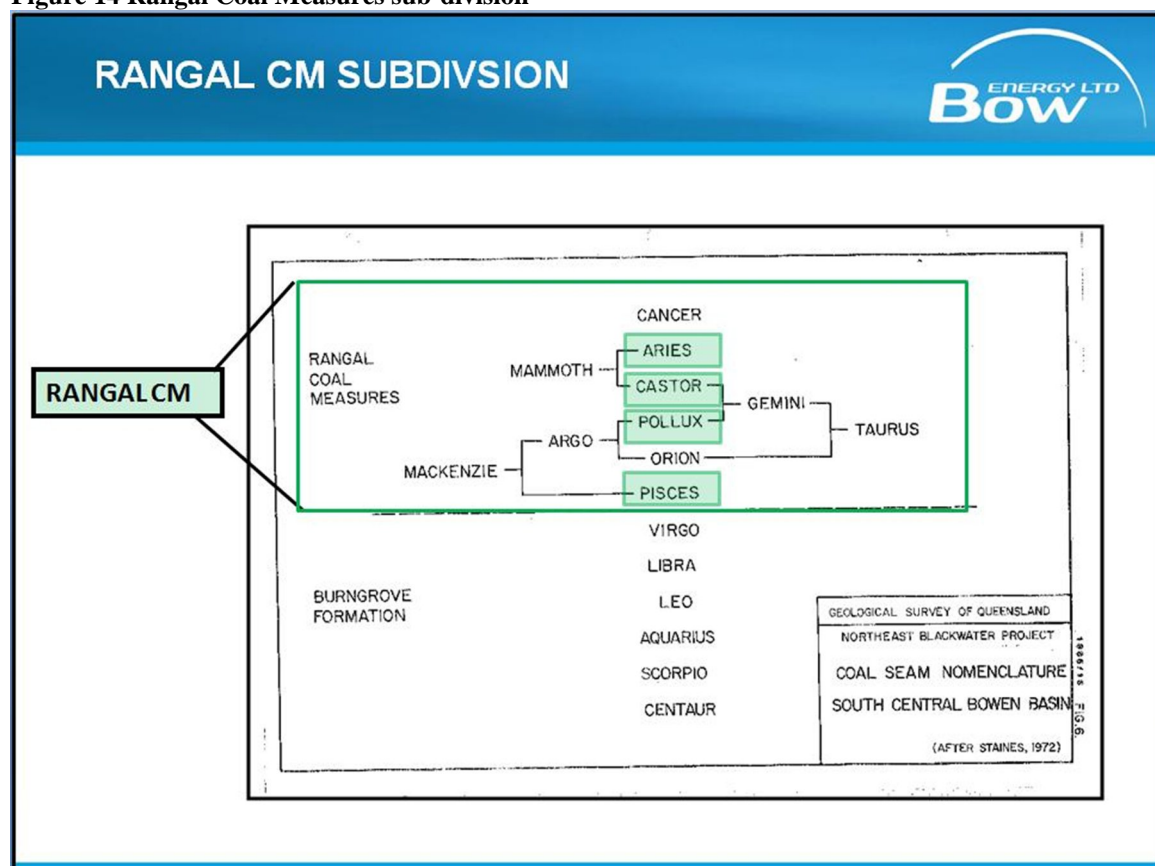 Figure 14 Rangal Coal Measures sub-division
RANGAL CM SUBDIVSION
ENERGY LTD
BOW
RANGAL CM
RANGAL
COAL
MEASURES
CANCER
ARIES
MAMMOTH
CASTOR
GEMINI
POLLUX
TAURUS
ARGO
ORION
MACKENZIE
PISCES
VIRGO
LIBRA
BURNGROVE
FORMATION
LEO
AQUARIUS
SCORPIO
CENTAUR
GEOLOGICAL SURVEY OF QUEENSLAND
NORTHEAST BLACKWATER PROJECT
COAL SEAM NOMENCLATURE
SOUTH CENTRAL BOWEN BASIN
(AFTER STAINES, 1972)
FIG.6.